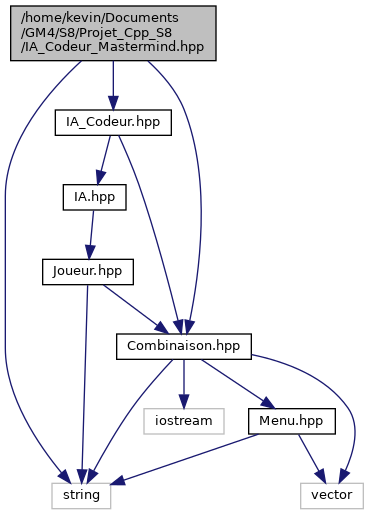 /home/kevin/Documents
/GM4/S8/Projet_Cpp_S8
/IA_Codeur_Mastermind.hpp
IA_Codeur.hpp
IA.hpp
Joueur.hpp
Combinaison.hpp
iostream
Menu.hpp
string
vector